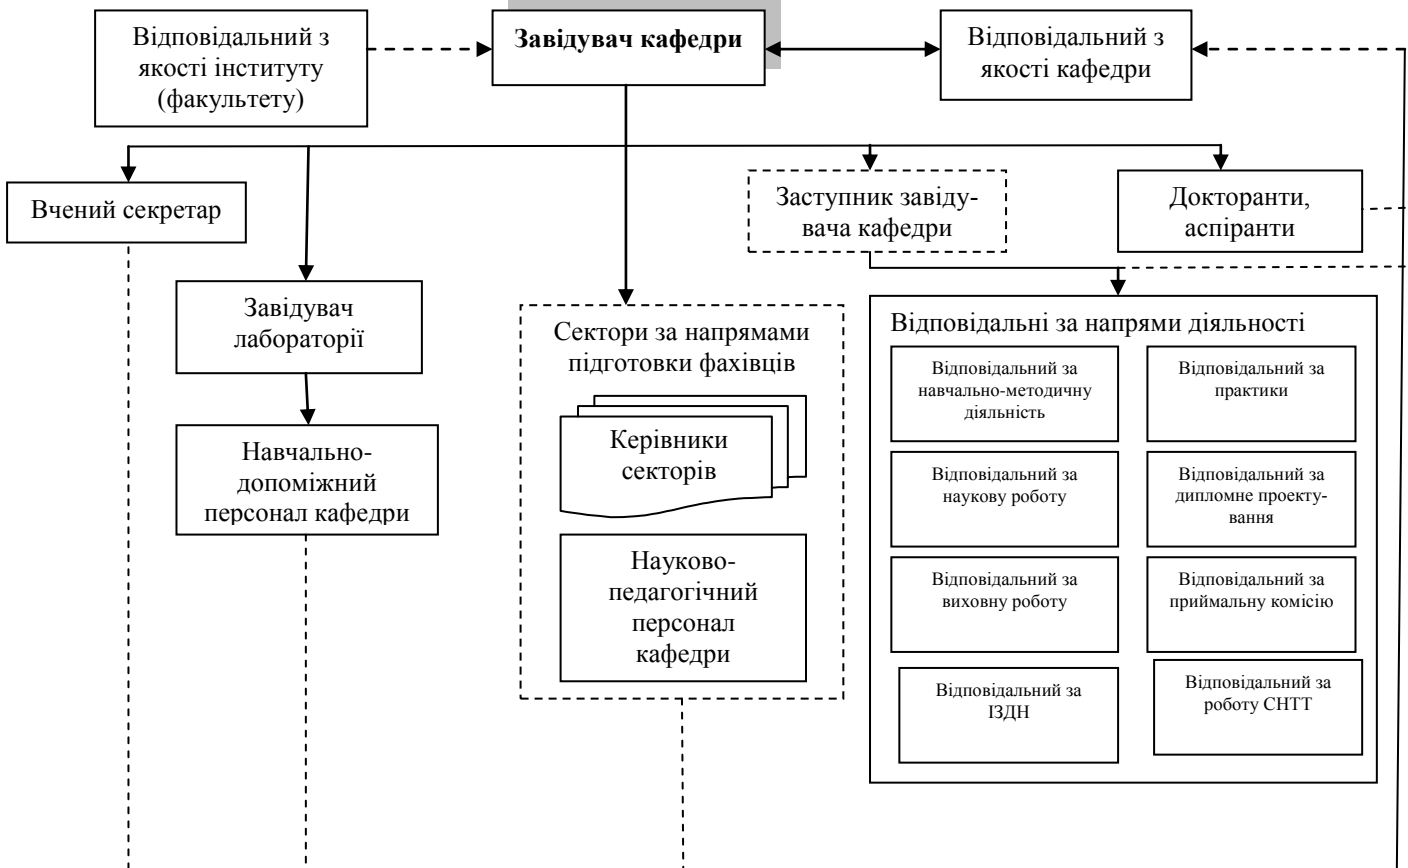 Відповідальний з
якості інституту
(факультету)
Завідувач кафедри
Відповідальний з
якості кафедри
Вчений секретар
Заступник завіду-
вача кафедри
Докторанти,
аспіранти
Завідувач
лабораторії
Навчально-
допоміжний
персонал кафедри
Сектори за напрямами
підготовки фахівців
Керівники
секторів
Науково-
педагогічний
персонал
кафедри
Відповідальні за напрями діяльності
Відповідальний за
навчально-методичну
діяльність
Відповідальний за
практики
Відповідальний за
наукову роботу
Відповідальний за
дипломне проекту-
вання
Відповідальний за
виховну роботу
Відповідальний за
приймальну комісію
Відповідальний за
ІЗДН
Відповідальний за
роботу СНТТ